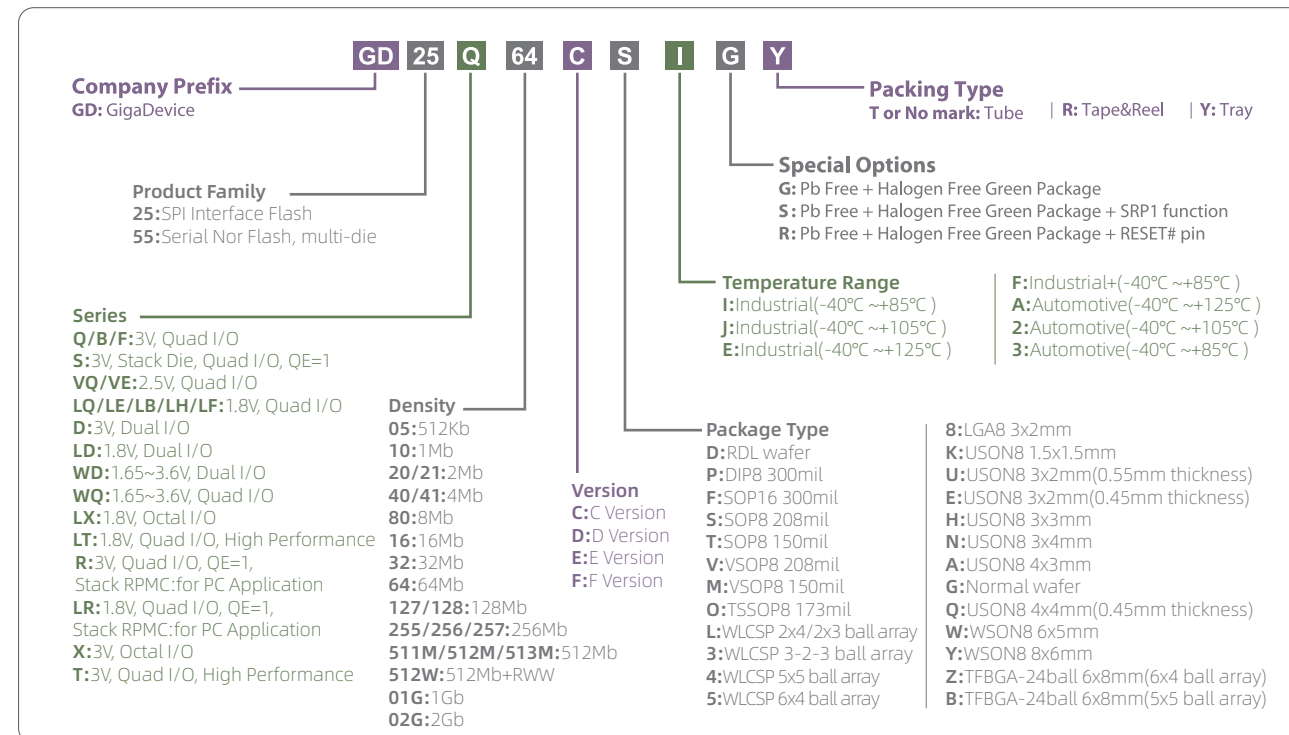 GD 25 Q 64 C S I G Y
Company Prefix
GD: GigaDevice
Packing Type
T or No mark: Tube | R: Tape&Reel | Y: Tray
Special Options
G: Pb Free + Halogen Free Green Package
S: Pb Free + Halogen Free Green Package + SRP1 function
R: Pb Free + Halogen Free Green Package + RESET# pin
Product Family
25:SPI Interface Flash
55:Serial Nor Flash, multi-die
Temperature Range
I:Industrial(-40℃ ~+85℃ )
J:Industrial(-40℃ ~+105℃ )
E:Industrial(-40℃ ~+125℃ )
F:Industrial+(-40℃ ~+85℃ )
A:Automotive(-40℃ ~+125℃ )
2:Automotive(-40℃ ~+105℃ )
3:Automotive(-40℃ ~+85℃ )
Series
Q/B/F:3V, Quad I/O
S:3V, Stack Die, Quad I/O, QE=1
VQ/VE:2.5V, Quad I/O
LQ/LE/LB/LH/LF:1.8V, Quad I/O
D:3V, Dual I/O
LD:1.8V, Dual I/O
WD:1.65~3.6V, Dual I/O
WQ:1.65~3.6V, Quad I/O
LX:1.8V, Octal I/O
LT:1.8V, Quad I/O, High Performance
R:3V, Quad I/O, QE=1,
Stack RPMC:for PC Application
LR:1.8V, Quad I/O, QE=1,
Stack RPMC:for PC Application
X:3V, Octal I/O
T:3V, Quad I/O, High Performance
Density
05:512Kb
10:1Mb
20/21:2Mb
40/41:4Mb
80:8Mb
16:16Mb
32:32Mb
64:64Mb
127/128:128Mb,
255/256/257:256Mb
511M/512M/513M:512Mb
512W:512Mb+RWW
01G:1Gb
02G:2Gb
Version
C:C Version
D:D Version
E:E Version
F:F Version
Package Type
D:RDL wafer
P:DIP8 300mil
F:SOP16 300mil
S:SOP8 208mil
T:SOP8 150mil
V:VSOP8 208mil
M:VSOP8 150mil
O:TSSOP8 173mil
L:WLCSP 2x4/2x3 ball array
3:WLCSP 3-2-3 ball array
4:WLCSP 5x5 ball array
5:WLCSP 6x4 ball array
8:LGA8 3x2mm
K:USON8 1.5x1.5mm
U:USON8 3x2mm(0.55mm thickness)
E:USON8 3x2mm(0.45mm thickness)
H:USON8 3x3mm
N:USON8 3x4mm
A:USON8 4x3mm
G:Normal wafer
Q:USON8 4x4mm(0.45mm thickness)
W:WSON8 6x5mm
Y:WSON8 8x6mm
Z:TFBGA-24ball 6x8mm(6x4 ball array)
B:TFBGA-24ball 6x8mm(5x5 ball array)